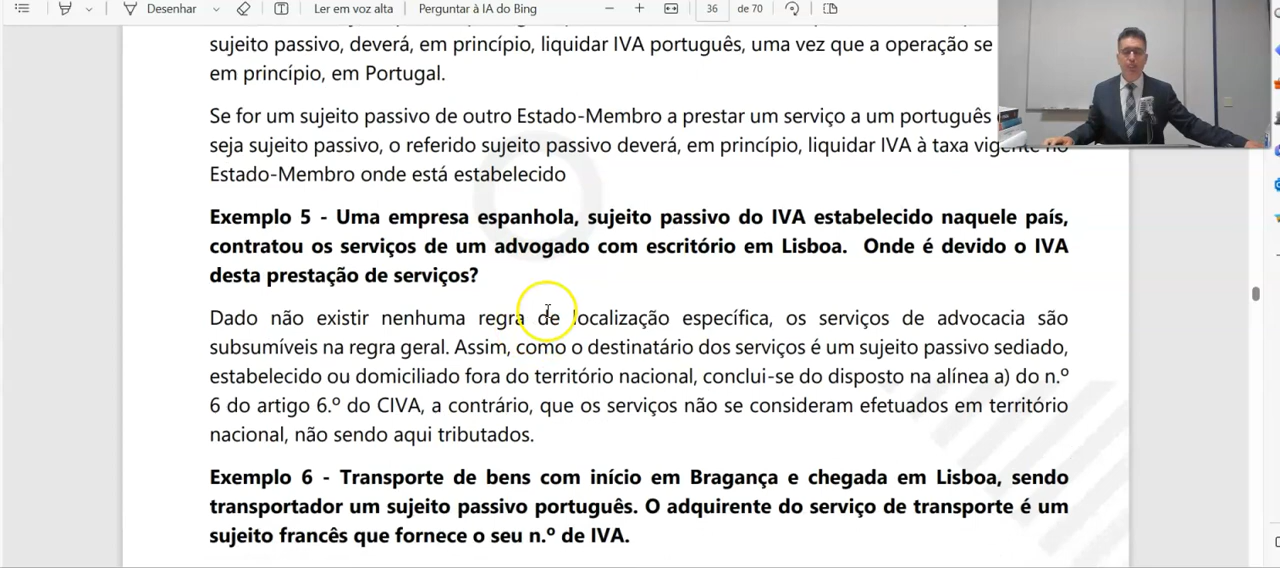 Desenhar
Ler em voz alta
Perguntar à IA do Bing
36
de 70
sujeito passivo, deverá, em princípio, liquidar IVA português, uma vez que a operação se
em princípio, em Portugal.
Se for um sujeito passivo de outro Estado-Membro a prestar um serviço a um português
seja sujeito passivo, o referido sujeito passivo deverá, em princípio, liquidar IVA à taxa vigente no
Estado-Membro onde está estabelecido
Exemplo 5 - Uma empresa espanhola, sujeito passivo do IVA estabelecido naquele país,
contratou os serviços de um advogado com escritório em Lisboa. Onde é devido o IVA
desta prestação de serviços?
Dado não existir nenhuma regra de localização específica, os serviços de advocacia são
subsumíveis na regra geral. Assim, como o destinatário dos serviços é um sujeito passivo sediado,
estabelecido ou domiciliado fora do território nacional, conclui-se do disposto na alínea a) do n.º
6 do artigo 6.º do CIVA, a contrário, que os serviços não se consideram efetuados em território
nacional, não sendo aqui tributados.
Exemplo 6 - Transporte de bens com início em Bragança e chegada em Lisboa, sendo
transportador um sujeito passivo português. O adquirente do serviço de transporte é um
sujeito francês que fornece o seu n.º de IVA.